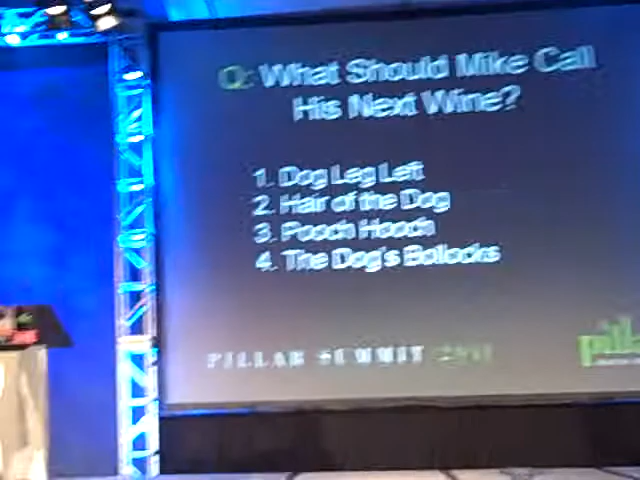 Q: What Should Mike Call
His Next Wine?
1. Dog Leg Left
2. Hair of the Dog
3. Pooch Hooch
4. The Dog's Bollocks
PILLAR SUMMIT